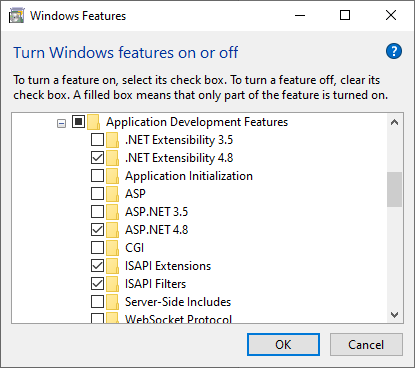 Windows Features
Turn Windows features on or off
?
To turn a feature on, select its check box. To turn a feature off, clear its
check box. A filled box means that only part of the feature is turned on.
Application Development Features
.NET Extensibility 3.5
.NET Extensibility 4.8
Application Initialization
ASP
ASP.NET 3.5
ASP.NET 4.8
CGI
ISAPI Extensions
ISAPI Filters
Server-Side Includes
WebSocket Protocol
OK
Cancel